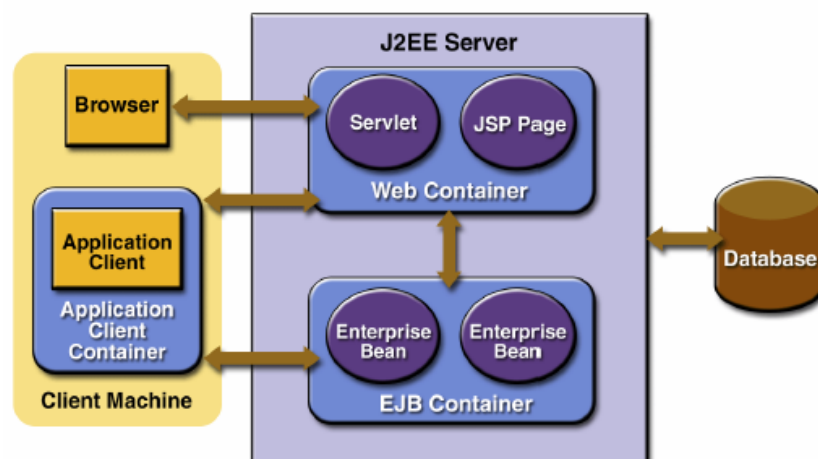 J2EE Server
Browser
Servlet
JSP Page
Web Container
Application
Client
Application
Client
Container
Client Machine
Enterprise
Bean
Enterprise
Bean
EJB Container
Database